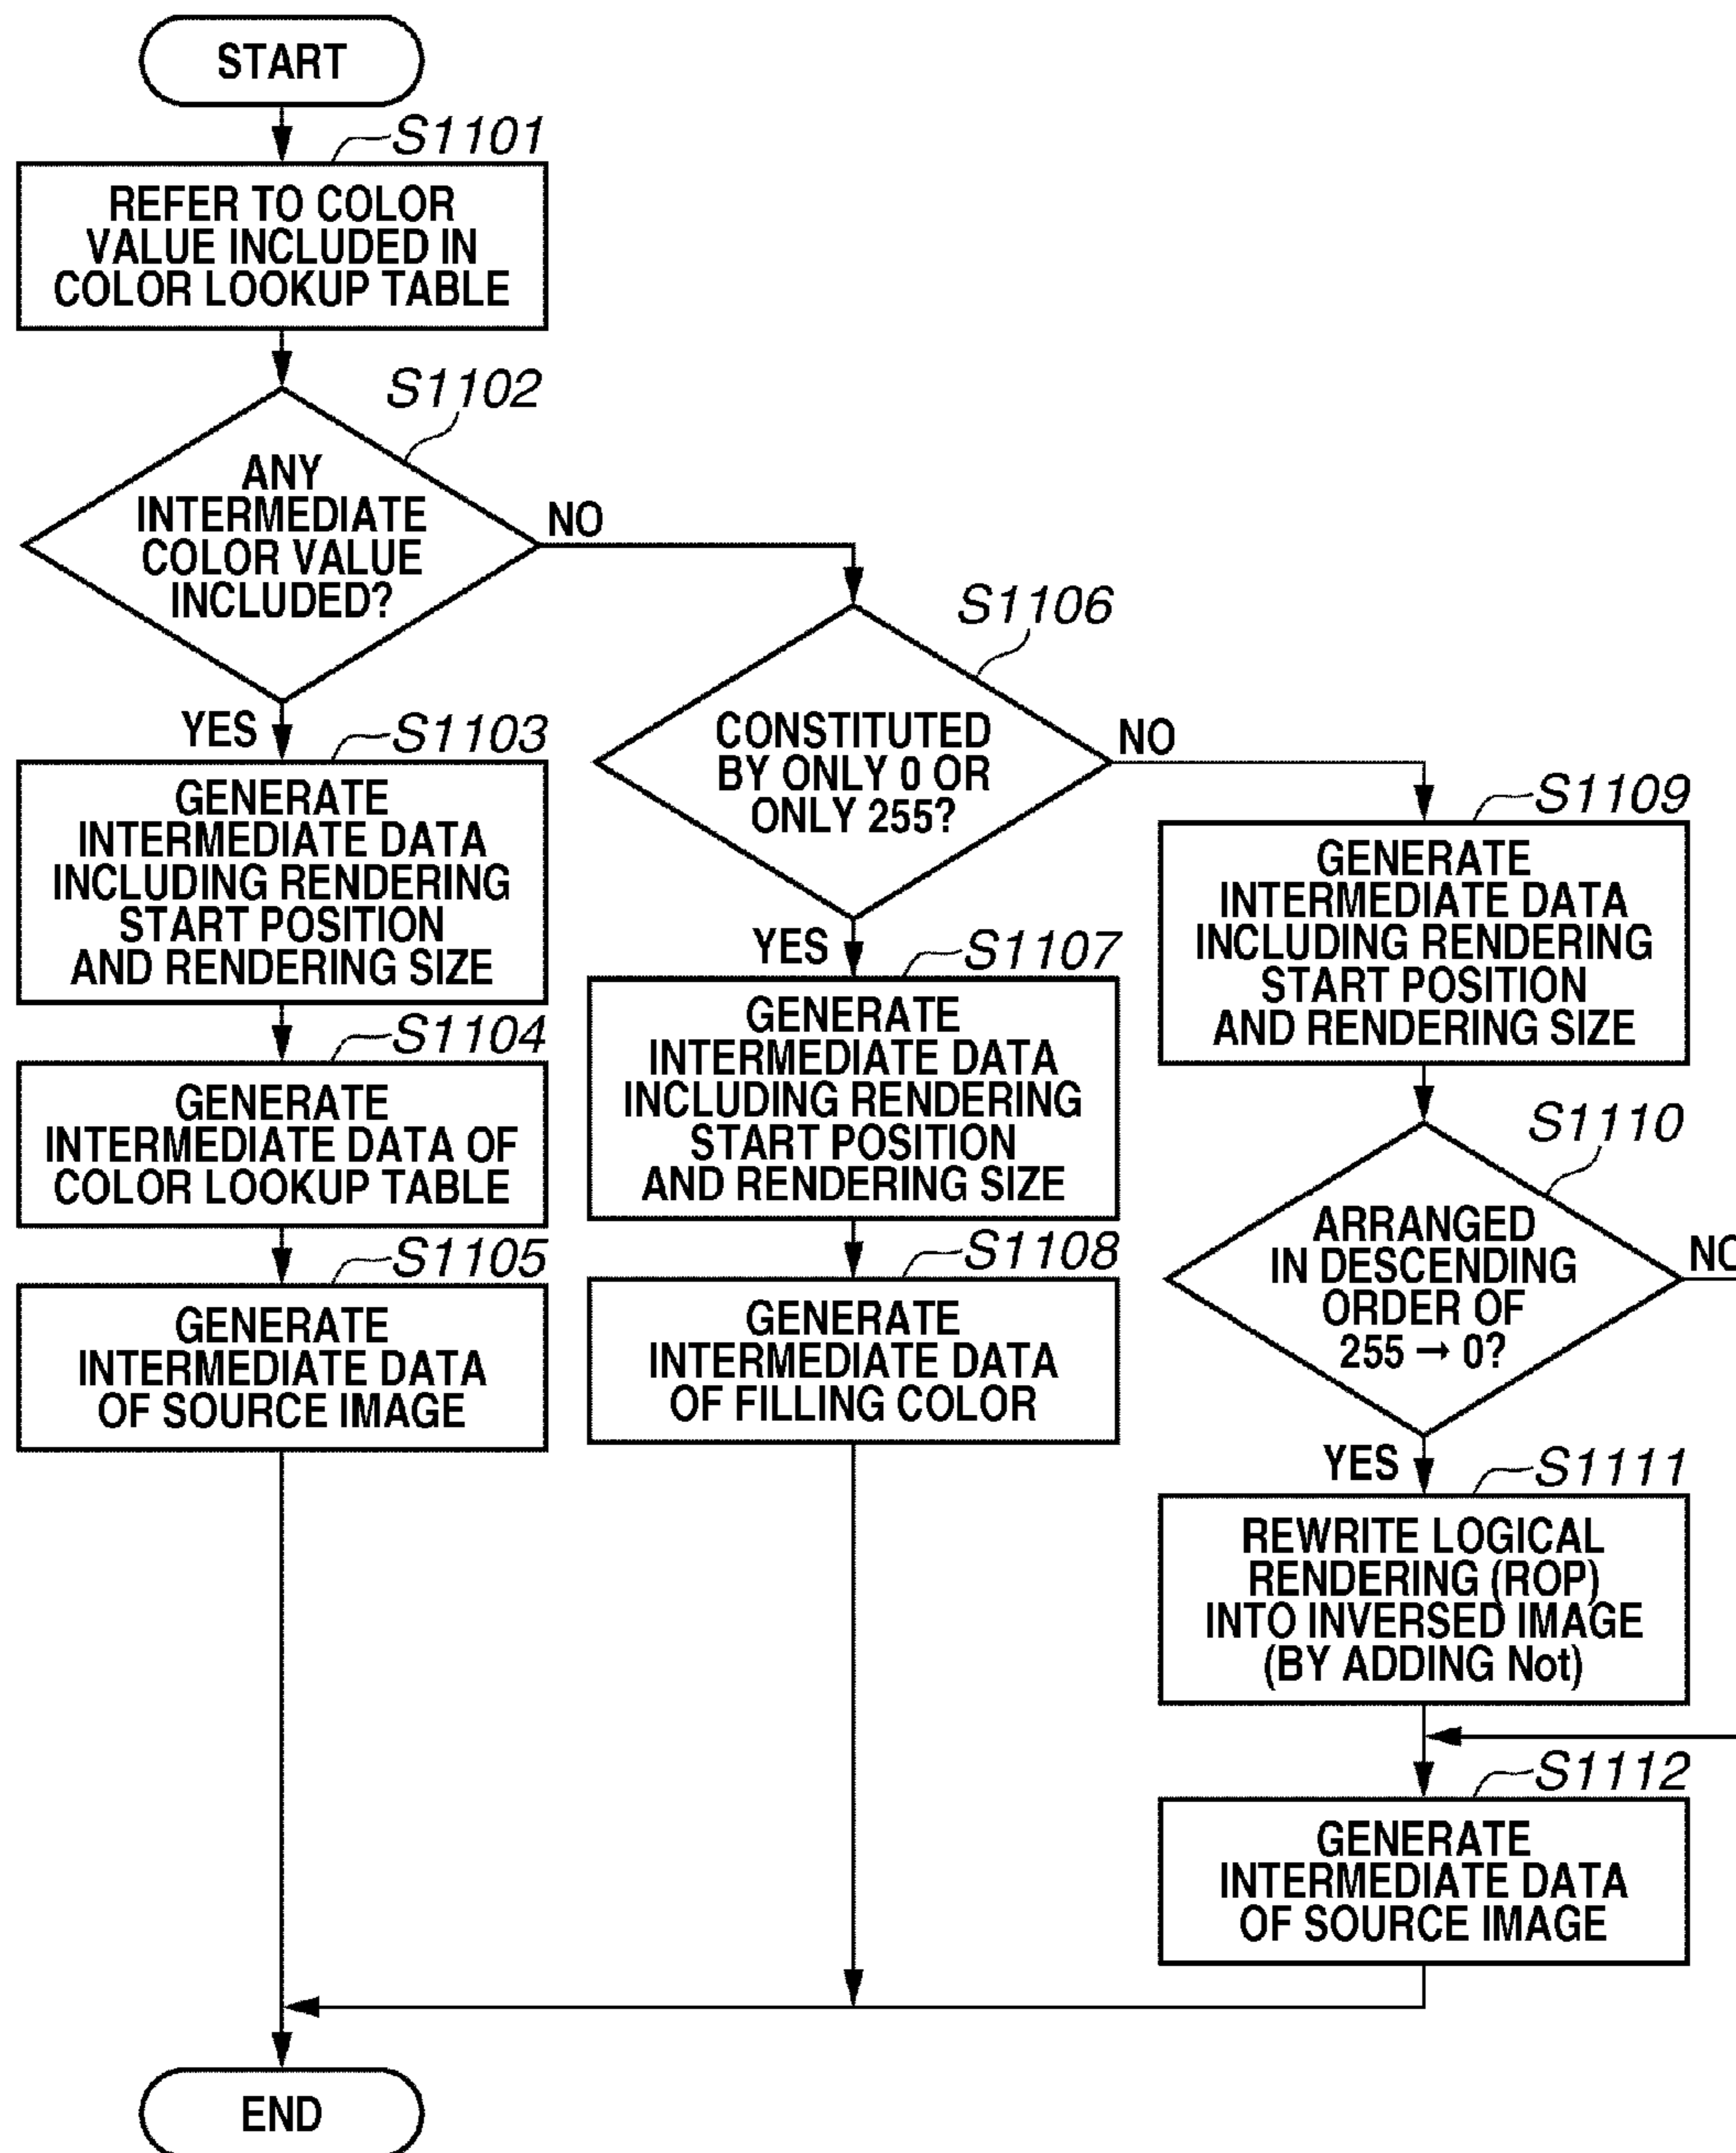 START
S1101
REFER TO COLOR
VALUE INCLUDED IN
COLOR LOOKUP TABLE
S1102
ANY
INTERMEDIATE
COLOR VALUE
INCLUDED?
NO
YES
S1103
GENERATE
INTERMEDIATE DATA
INCLUDING RENDERING
START POSITION
AND RENDERING SIZE
S1104
GENERATE
INTERMEDIATE DATA OF
COLOR LOOKUP TABLE
S1105
GENERATE
INTERMEDIATE DATA
OF SOURCE IMAGE
S1106
CONSTITUTED
BY ONLY 0 OR
ONLY 255?
NO
YES
S1107
GENERATE
INTERMEDIATE DATA
INCLUDING RENDERING
START POSITION
AND RENDERING SIZE
S1108
GENERATE
INTERMEDIATE DATA
OF FILLING COLOR
S1109
GENERATE
INTERMEDIATE DATA
INCLUDING RENDERING
START POSITION
AND RENDERING SIZE
S1110
ARRANGED
IN DESCENDING
ORDER OF
255 → 0?
NO
YES
S1111
REWRITE LOGICAL
RENDERING (ROP)
INTO INVERSED IMAGE
(BY ADDING Not)
S1112
GENERATE
INTERMEDIATE DATA
OF SOURCE IMAGE
END